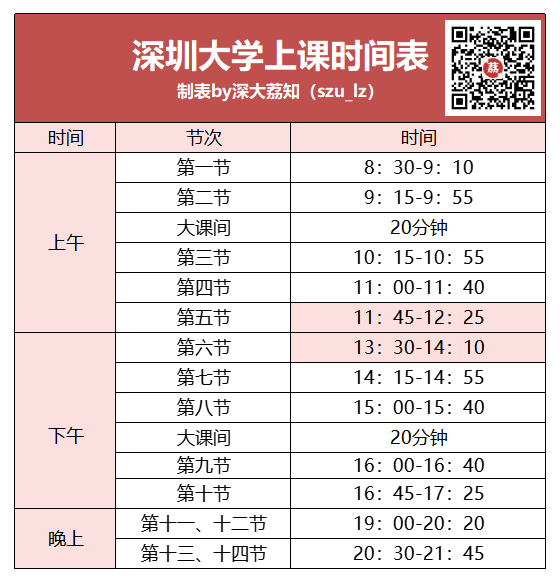 深圳大学上课时间表
制表by深大荔知（szu_lz）
荔
时间 节次 时间
上午
第一节 8：30-9：10
第二节 9：15-9：55
大课间 20分钟
第三节 10：15-10：55
第四节 11：00-11：40
第五节 11：45-12：25
下午
第六节 13：30-14：10
第七节 14：15-14：55
第八节 15：00-15：40
大课间 20分钟
第九节 16：00-16：40
第十节 16：45-17：25
晚上
第十一、十二节 19：00-20：20
第十三、十四节 20：30-21：45